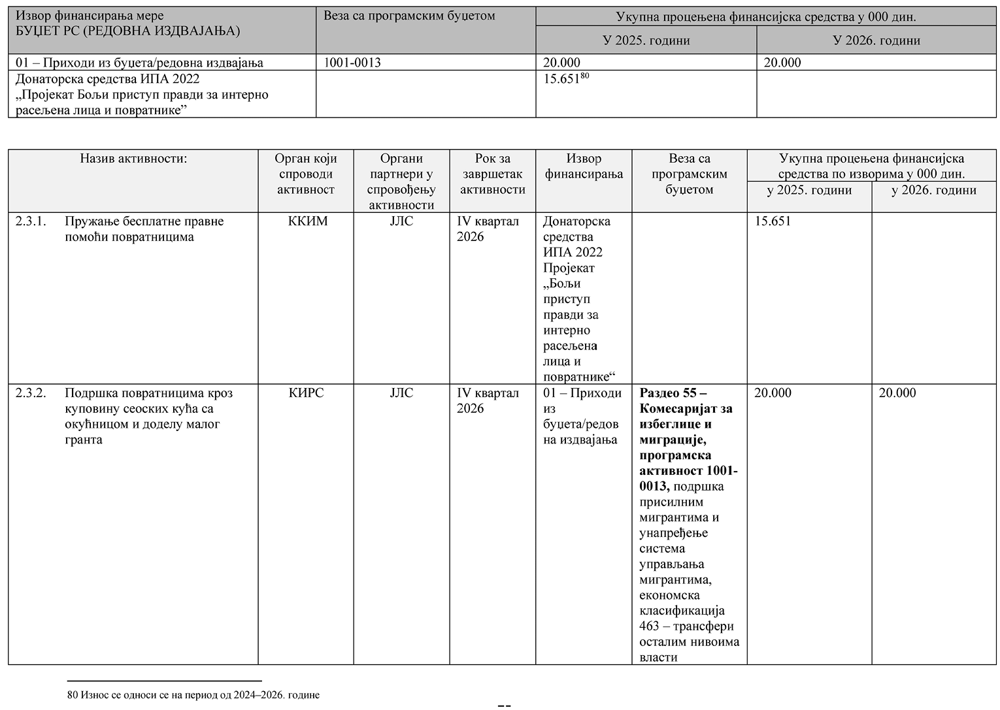 Извор финансирања мере
БУЏЕТ РС (РЕДОВНА ИЗДВАЈАЊА)
Веза са програмским буџетом
Укупна процењена финансијска средства у 000 дин.
У 2025. години
У 2026. години
01 – Приходи из буџета/редовна издвајања
1001-0013
20.000
20.000
Донаторска средства ИПА 2022
„Пројекат Бољи приступ правди за интерно
расељена лица и повратнике”
15.651⁸⁰
Назив активности:
Орган који
спроводи
активност
Органи
партнери у
спровођењу
активности
Рок за
завршетак
активности
Извор
финансирања
Веза са
програмским
буџетом
Укупна процењена финансијска
средства по изворима у 000 дин.
у 2025. години
у 2026. години
2.3.1.
Пружање бесплатне правне
помоћи повратницима
ККИМ
ЈЛС
IV квартал
2026
Донаторска
средства
ИПА 2022
Пројекат
„Бољи
приступ
правди за
интерно
расељена
лица и
повратнике“
15.651
2.3.2.
Подршка повратницима кроз
куповину сеоских кућа са
окућницом и доделу малог
гранта
КИРС
ЈЛС
IV квартал
2026
01 – Приходи
из
буџета/редов
на издвајања
Раздео 55 –
Комесаријат за
избеглице и
миграције,
програмска
активност 1001-
0013, подршка
присилним
мигрантима и
унапређење
система
управљања
мигрантима,
економска
класификација
463 – трансфери
осталим нивоима
власти
20.000
20.000
80 Износ се односи се на период од 2024–2026. године